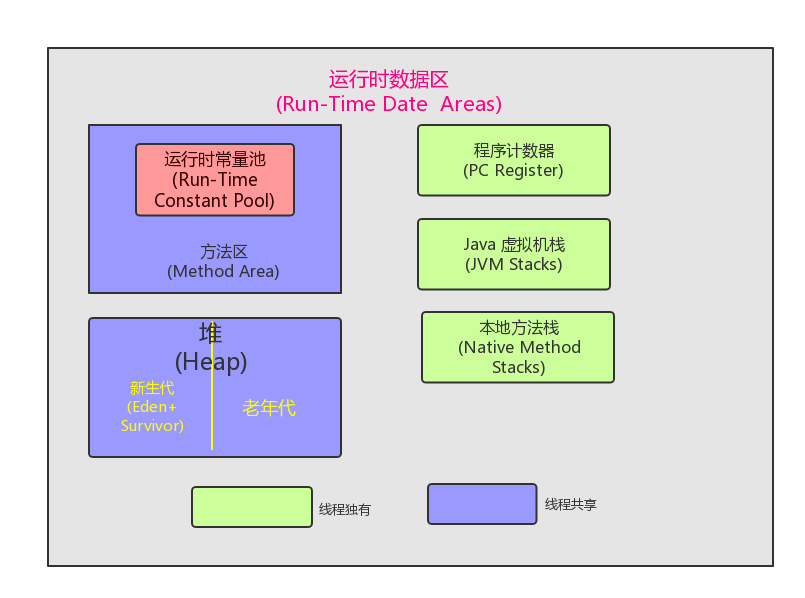 运行时数据区
(Run-Time Date Areas)
运行时常量池
(Run-Time
Constant Pool)
方法区
(Method Area)
程序计数器
(PC Register)
Java 虚拟机栈
(JVM Stacks)
本地方法栈
(Native Method
Stacks)
堆
(Heap)
新生代
(Eden+
Survivor)
老年代
线程独有
线程共享